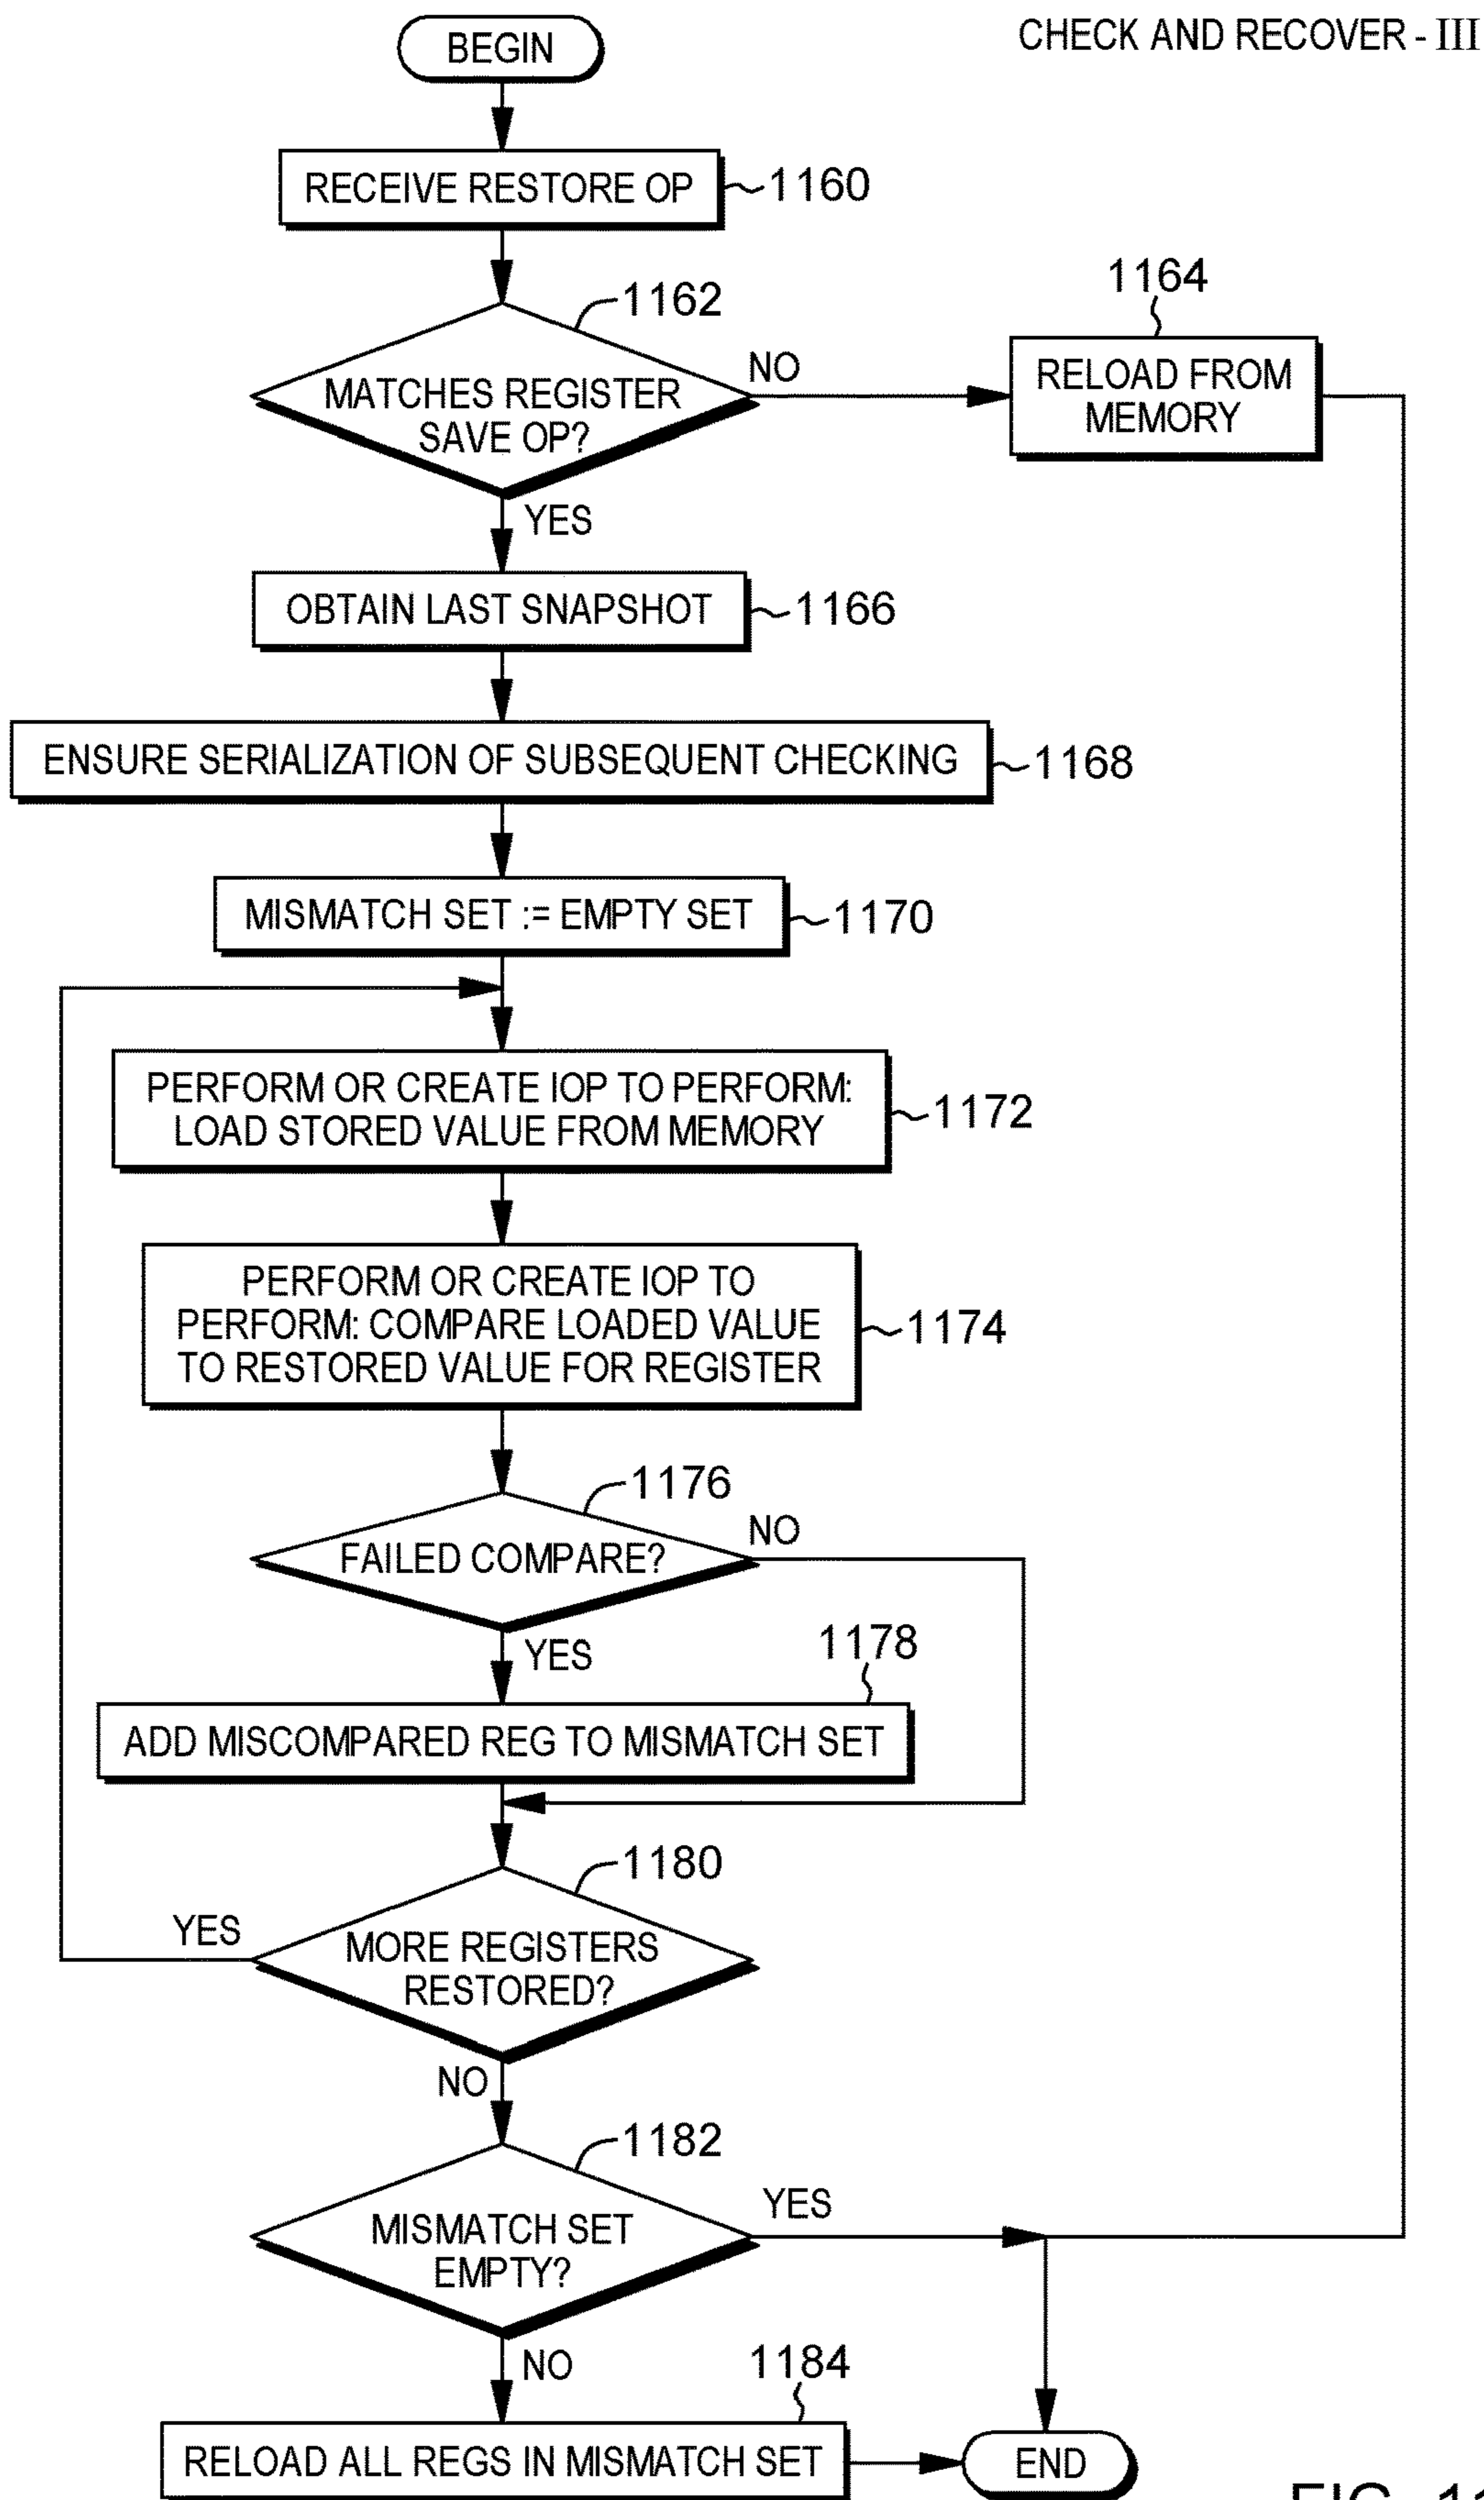 CHECK AND RECOVER - III
BEGIN
RECEIVE RESTORE OP
1160
1162
MATCHES REGISTER
SAVE OP?
NO
1164
RELOAD FROM
MEMORY
YES
OBTAIN LAST SNAPSHOT
1166
ENSURE SERIALIZATION OF SUBSEQUENT CHECKING
1168
MISMATCH SET := EMPTY SET
1170
PERFORM OR CREATE IOP TO PERFORM:
LOAD STORED VALUE FROM MEMORY
1172
PERFORM OR CREATE IOP TO
PERFORM: COMPARE LOADED VALUE
TO RESTORED VALUE FOR REGISTER
1174
1176
FAILED COMPARE?
NO
YES
1178
ADD MISCOMPARED REG TO MISMATCH SET
1180
MORE REGISTERS
RESTORED?
YES
NO
1182
MISMATCH SET
EMPTY?
YES
NO
1184
RELOAD ALL REGS IN MISMATCH SET
END